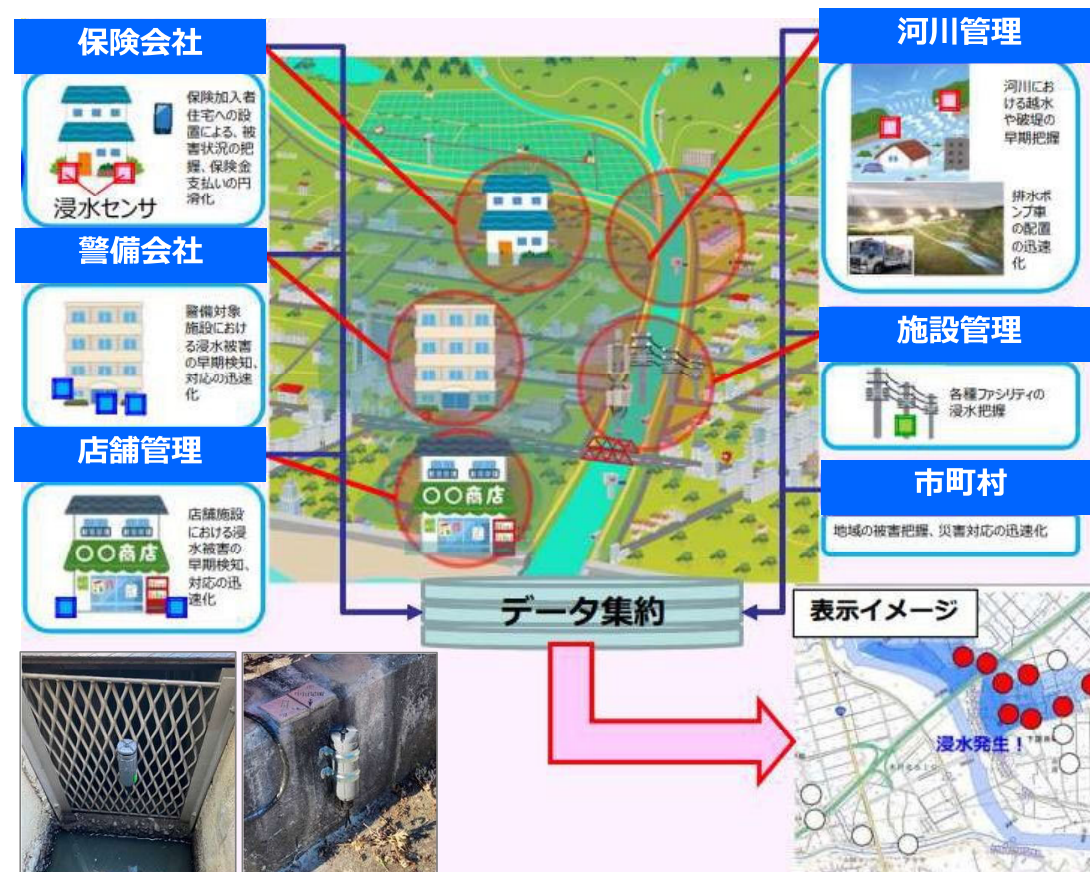 保険会社
保険加入者
住宅への設
置による、被
害状況の把
握、保険金
支払いの円
滑化
浸水センサ
警備会社
警備対象
施設におけ
る浸水被害
の早期検知、
対応の迅速
化
店舗管理
〇〇商店
店舗施設
における浸
水被害の
早期検知、
対応の迅
速化
〇〇商店
河川管理
河川にお
ける越水
や破堤の
早期把握
排水ポ
ンプ車
の配置
の迅速
化
施設管理
各種ファシリティの
浸水把握
市町村
地域の被害把握、災害対応の迅速化
データ集約
表示イメージ
浸水発生！